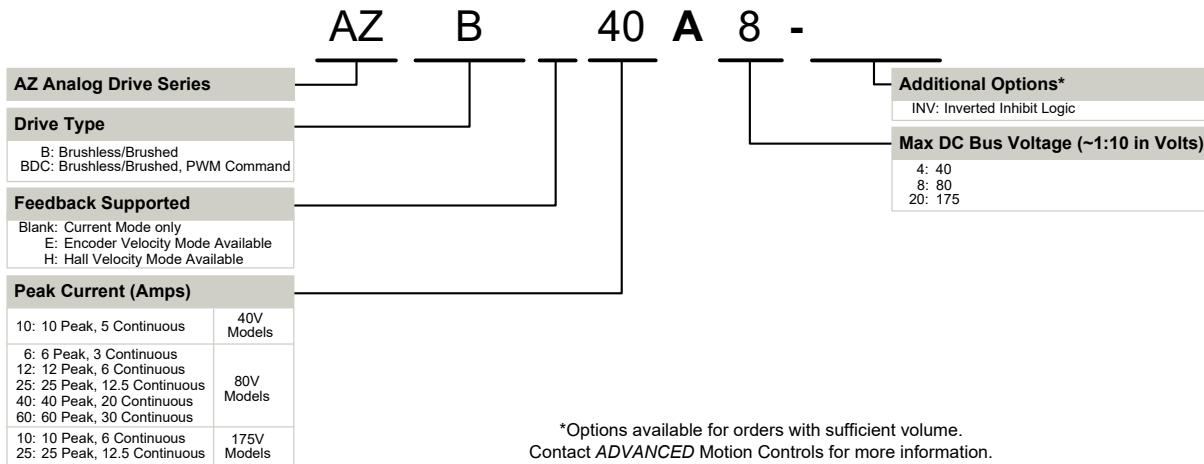 AZ B 40 A 8 -
AZ Analog Drive Series
Drive Type
B: Brushless/Brushed
BDC: Brushless/Brushed, PWM Command
Feedback Supported
Blank: Current Mode only
E: Encoder Velocity Mode Available
H: Hall Velocity Mode Available
Peak Current (Amps)
10: 10 Peak, 5 Continuous
40V
Models
6: 6 Peak, 3 Continuous
12: 12 Peak, 6 Continuous
25: 25 Peak, 12.5 Continuous
40: 40 Peak, 20 Continuous
60: 60 Peak, 30 Continuous
80V
Models
10: 10 Peak, 6 Continuous
25: 25 Peak, 12.5 Continuous
175V
Models
Additional Options*
INV: Inverted Inhibit Logic
Max DC Bus Voltage (~1:10 in Volts)
4: 40
8: 80
20: 175
*Options available for orders with sufficient volume.
Contact ADVANCED Motion Controls for more information.